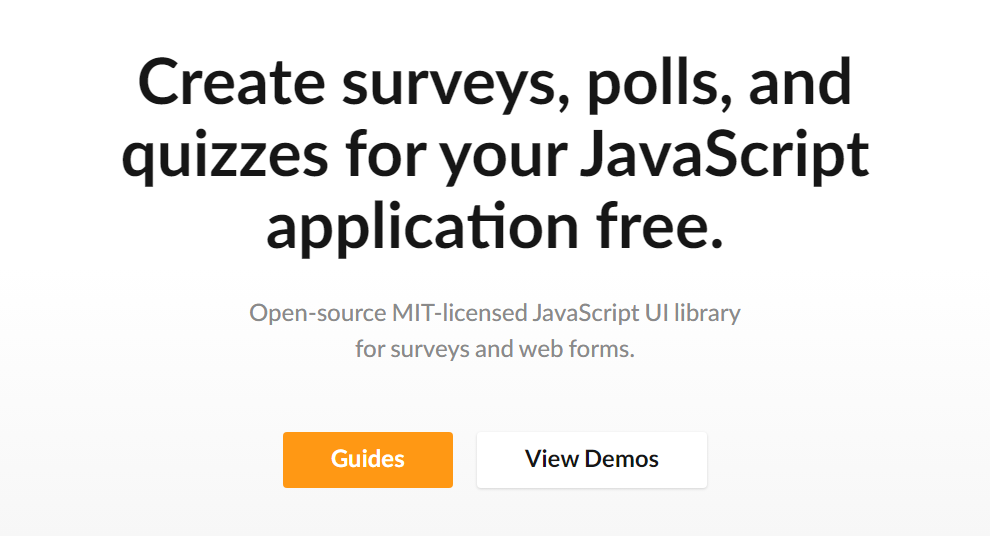 Create surveys, polls, and
quizzes for your JavaScript
application free.
Open-source MIT-licensed JavaScript UI library
for surveys and web forms.
Guides
View Demos